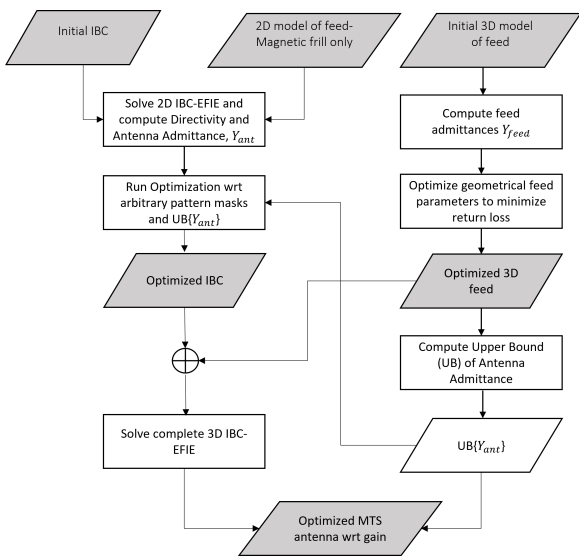 Initial IBC
2D model of feed-
Magnetic frill only
Initial 3D model
of feed
Solve 2D IBC-EFIE and
compute Directivity and
Antenna Admittance, Y_ant
Compute feed
admittances Y_feed
Run Optimization wrt
arbitrary pattern masks
and UB{Y_ant}
Optimize geometrical feed
parameters to minimize
return loss
Optimized IBC
Optimized 3D
feed
Compute Upper Bound
(UB) of Antenna
Admittance
Solve complete 3D IBC-
EFIE
UB{Y_ant}
Optimized MTS
antenna wrt gain